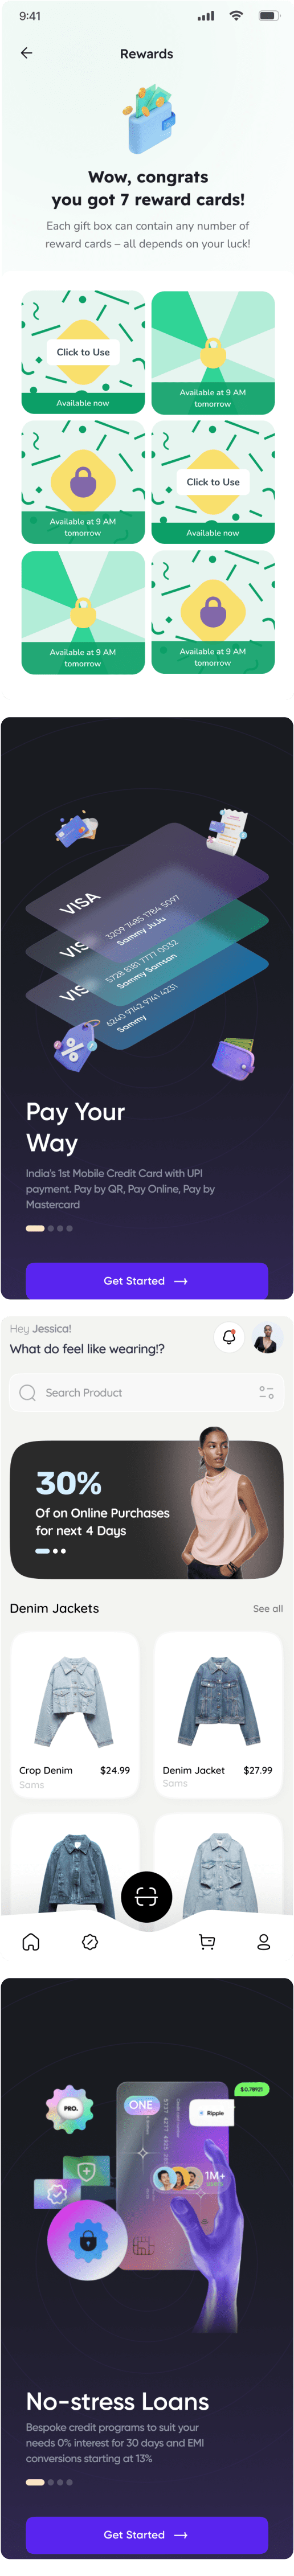 9:41
Rewards
Wow, congrats
you got 7 reward cards!
Each gift box can contain any number of
reward cards – all depends on your luck!
Click to Use
Available now
Available at 9 AM
tomorrow
Available at 9 AM
tomorrow
Click to Use
Available now
Available at 9 AM
tomorrow
Available at 9 AM
tomorrow
VISA
3209 7485 1784 5097
Sammy JuJu
VIS
5728 8181 7777 0032
Sammy Samson
VIS
6240 9742 9741 4231
Sammy
Pay Your
Way
India's 1st Mobile Credit Card with UPI
payment. Pay by QR, Pay Online, Pay by
Mastercard
Get Started
Hey Jessica!
What do feel like wearing!?
Search Product
30%
Of on Online Purchases
for next 4 Days
Denim Jackets
See all
Crop Denim $24.99
Sams
Denim Jacket $27.99
Sams
PRO.
ONE
Ripple
1M+
users
No-stress Loans
Bespoke credit programs to suit your
needs 0% interest for 30 days and EMI
conversions starting at 13%
Get Started